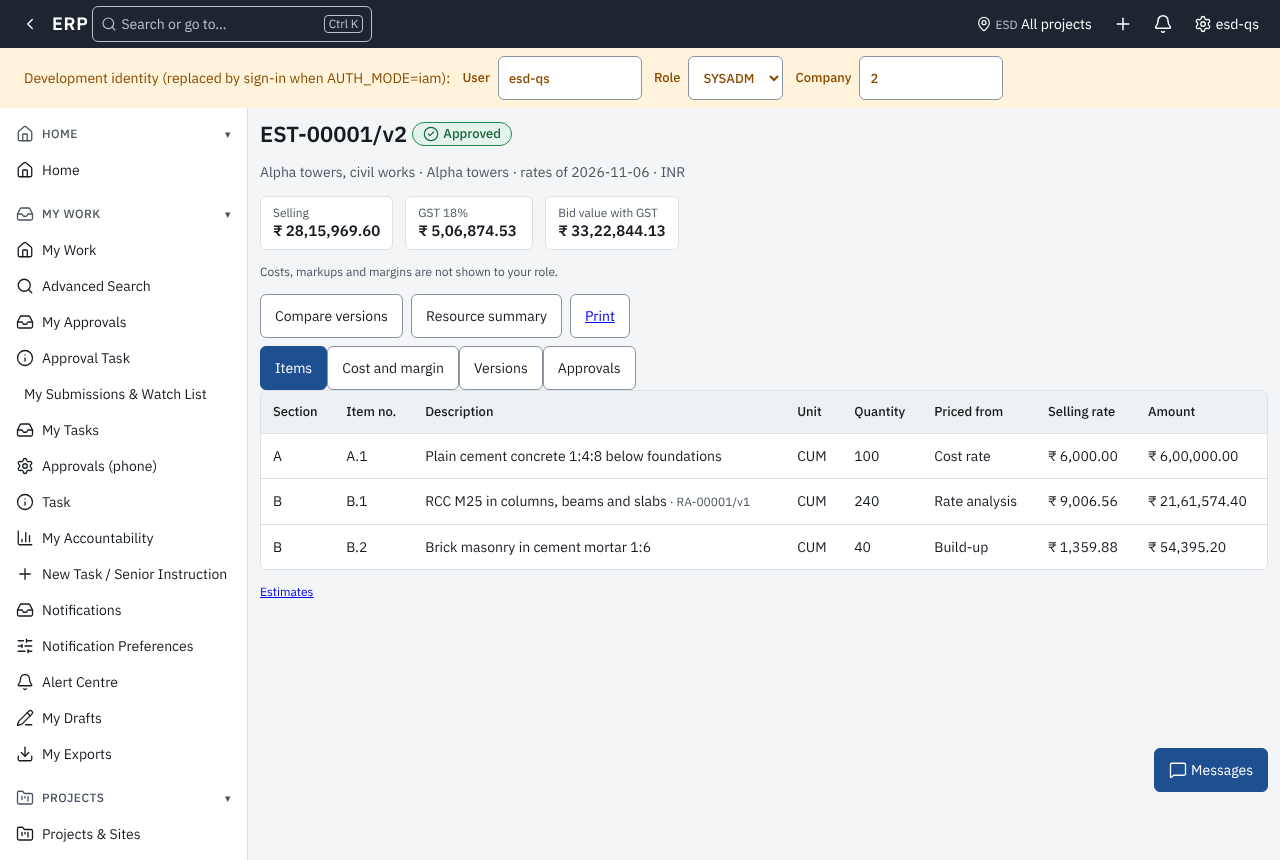 ERP
Search or go to...
Ctrl K
ESD All projects
esd-qs
Development identity (replaced by sign-in when AUTH_MODE=iam): User esd-qs Role SYSADM Company 2
HOME
Home
MY WORK
My Work
Advanced Search
My Approvals
Approval Task
My Submissions & Watch List
My Tasks
Approvals (phone)
Task
My Accountability
New Task / Senior Instruction
Notifications
Notification Preferences
Alert Centre
My Drafts
My Exports
PROJECTS
Projects & Sites
EST-00001/v2 Approved
Alpha towers, civil works · Alpha towers · rates of 2026-11-06 · INR
Selling
₹ 28,15,969.60
GST 18%
₹ 5,06,874.53
Bid value with GST
₹ 33,22,844.13
Costs, markups and margins are not shown to your role.
Compare versions Resource summary Print
Items Cost and margin Versions Approvals
Section Item no. Description Unit Quantity Priced from Selling rate Amount
A A.1 Plain cement concrete 1:4:8 below foundations CUM 100 Cost rate ₹ 6,000.00 ₹ 6,00,000.00
B B.1 RCC M25 in columns, beams and slabs · RA-00001/v1 CUM 240 Rate analysis ₹ 9,006.56 ₹ 21,61,574.40
B B.2 Brick masonry in cement mortar 1:6 CUM 40 Build-up ₹ 1,359.88 ₹ 54,395.20
Estimates
Messages